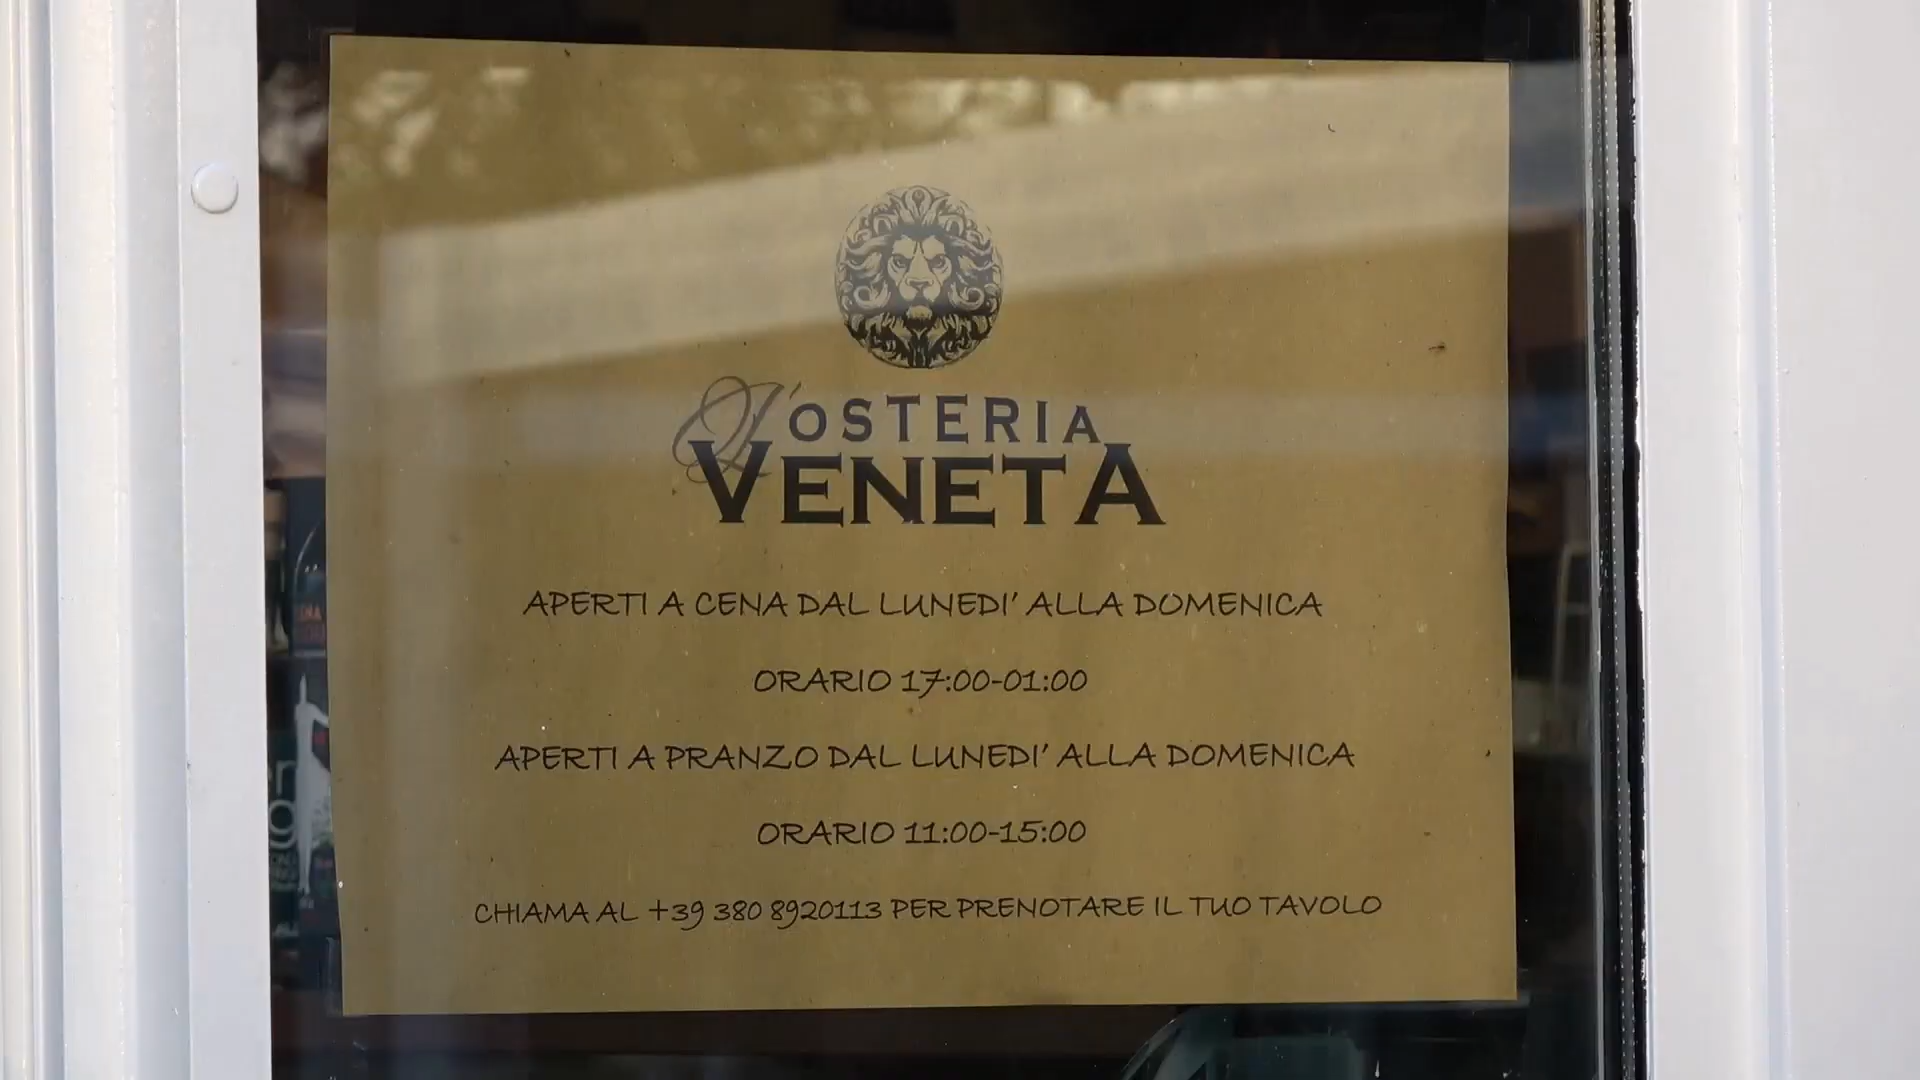 L'OSTERIA
VENETA
APERTI A CENA DAL LUNEDI' ALLA DOMENICA
ORARIO 17:00-01:00
APERTI A PRANZO DAL LUNEDI' ALLA DOMENICA
ORARIO 11:00-15:00
CHIAMA AL +39 380 8920113 PER PRENOTARE IL TUO TAVOLO